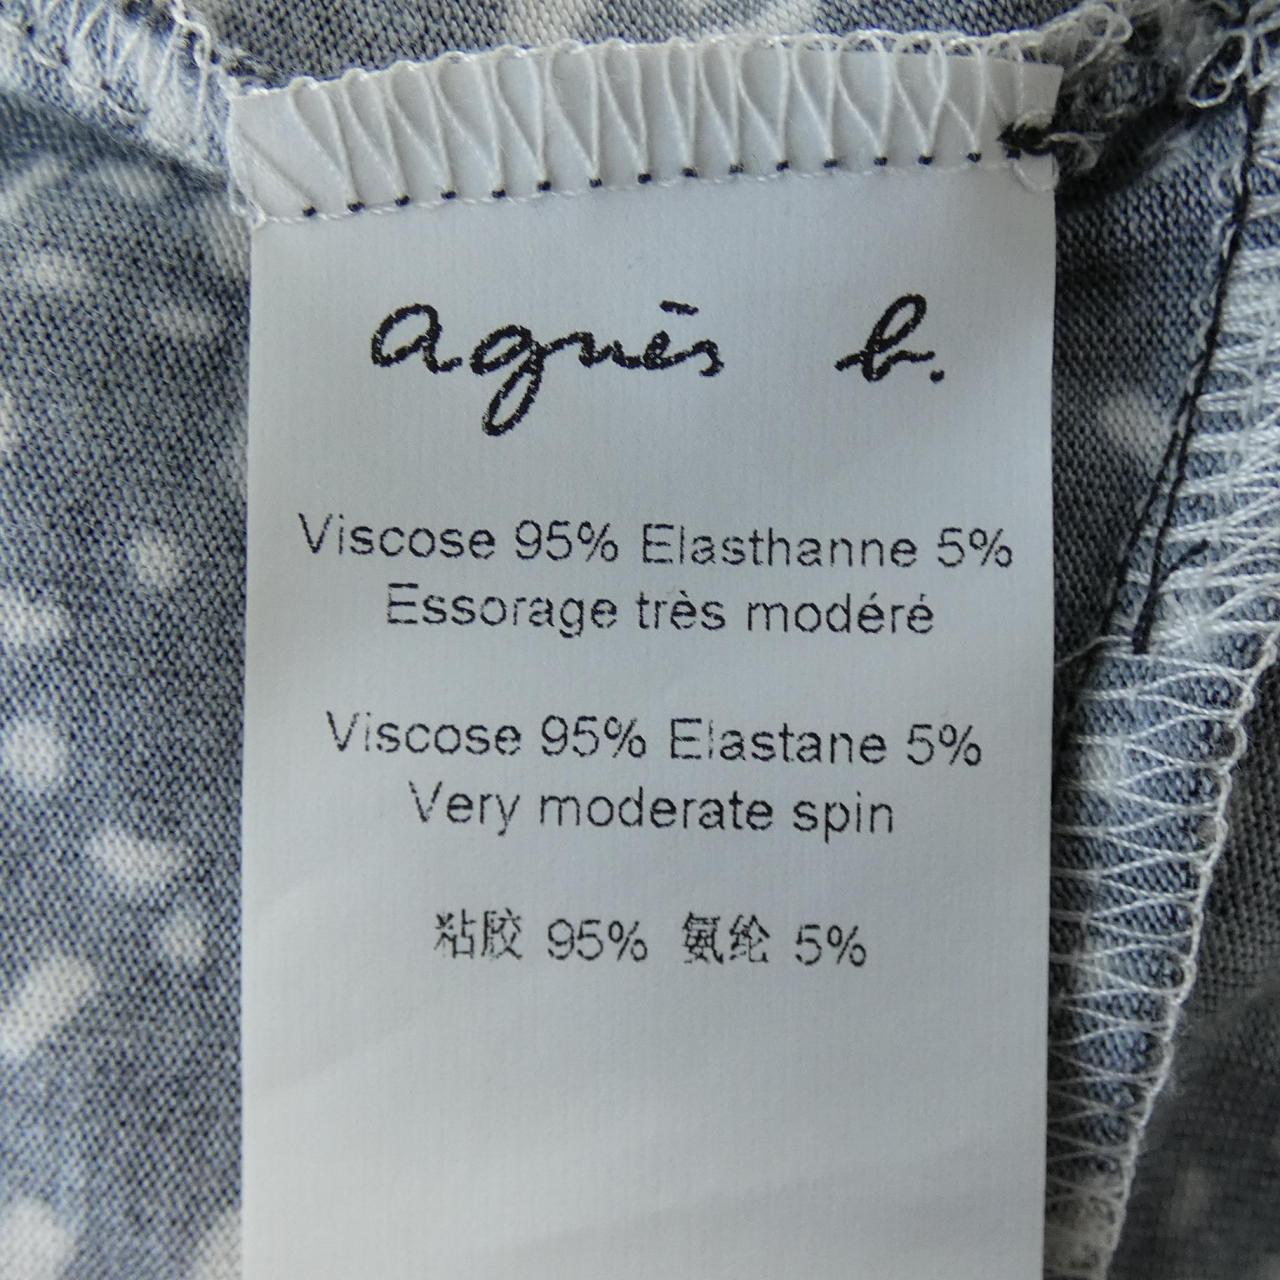 agnès b.
Viscose 95% Elasthanne 5%
Essorage très modéré
Viscose 95% Elastane 5%
Very moderate spin
粘胶 95% 氨纶 5%